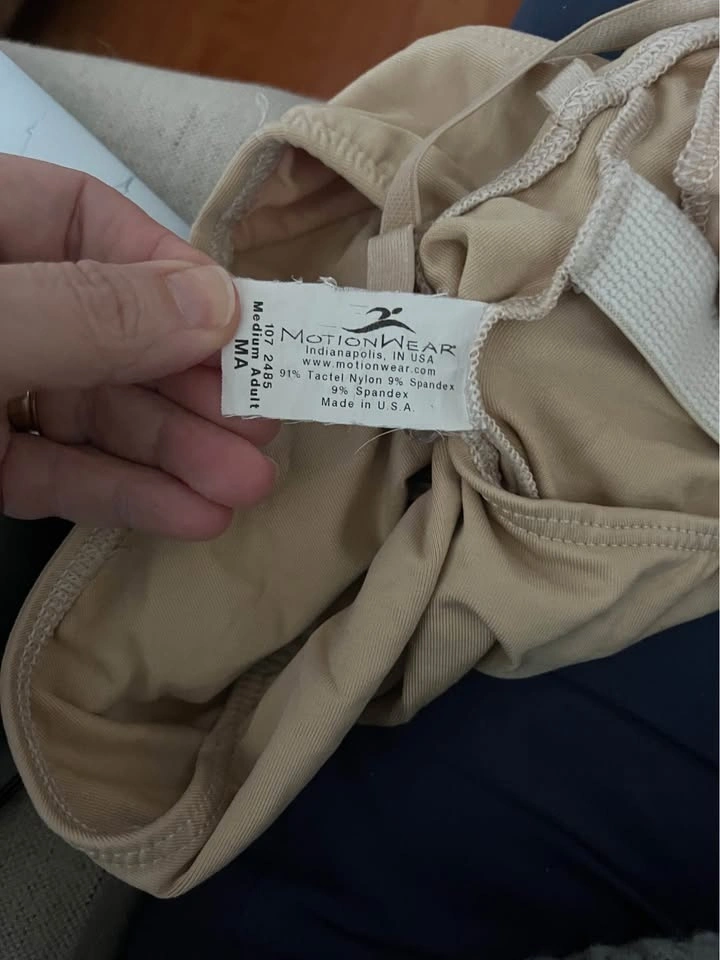 MOTIONWEAR
Indianapolis, IN USA
www.motionwear.com
91% Tactel Nylon 9% Spandex
9% Spandex
Made in U.S.A.
107 2485
Medium Adult
MA